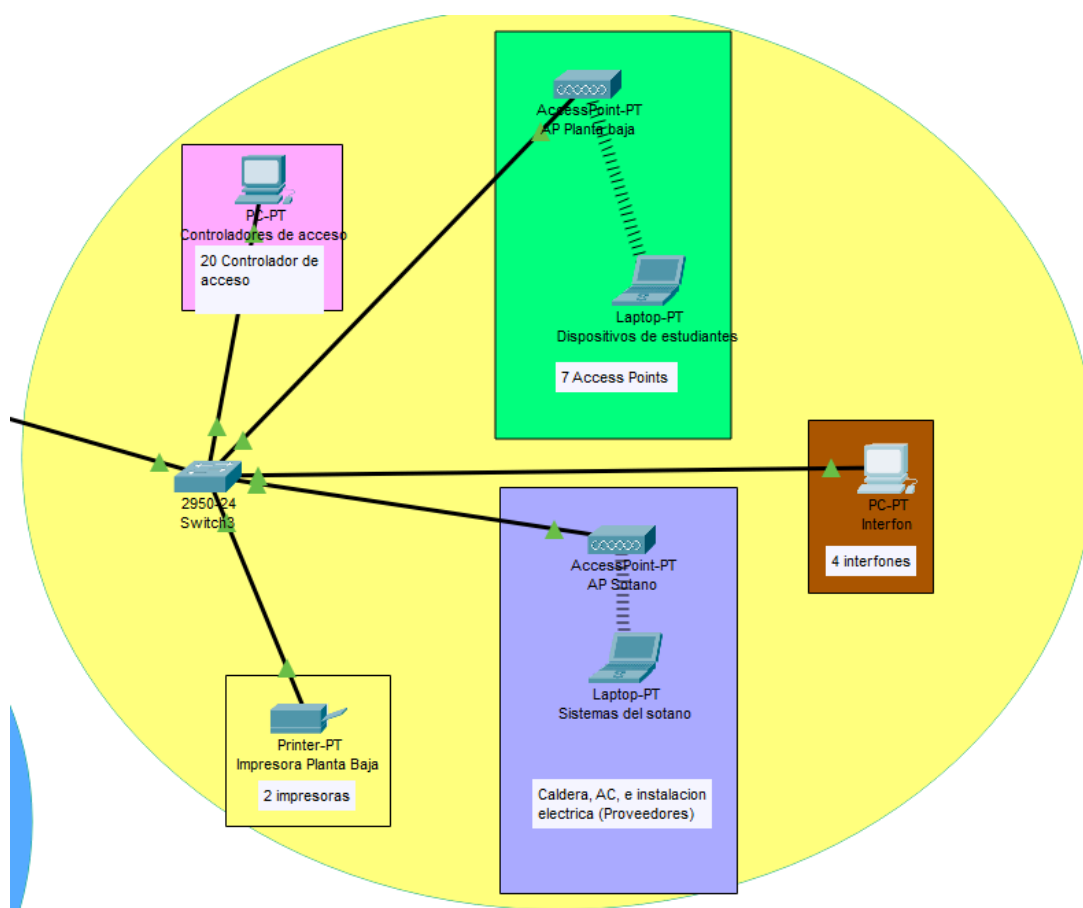 AccessPoint-PT
AP Planta baja
PC-PT
Controladores de acceso
20 Controlador de
acceso
Laptop-PT
Dispositivos de estudiantes
7 Access Points
2950-24
Switch3
PC-PT
Interfon
4 interfones
AccessPoint-PT
AP Sotano
Laptop-PT
Sistemas del sotano
Printer-PT
Impresora Planta Baja
2 impresoras
Caldera, AC, e instalacion
electrica (Proveedores)